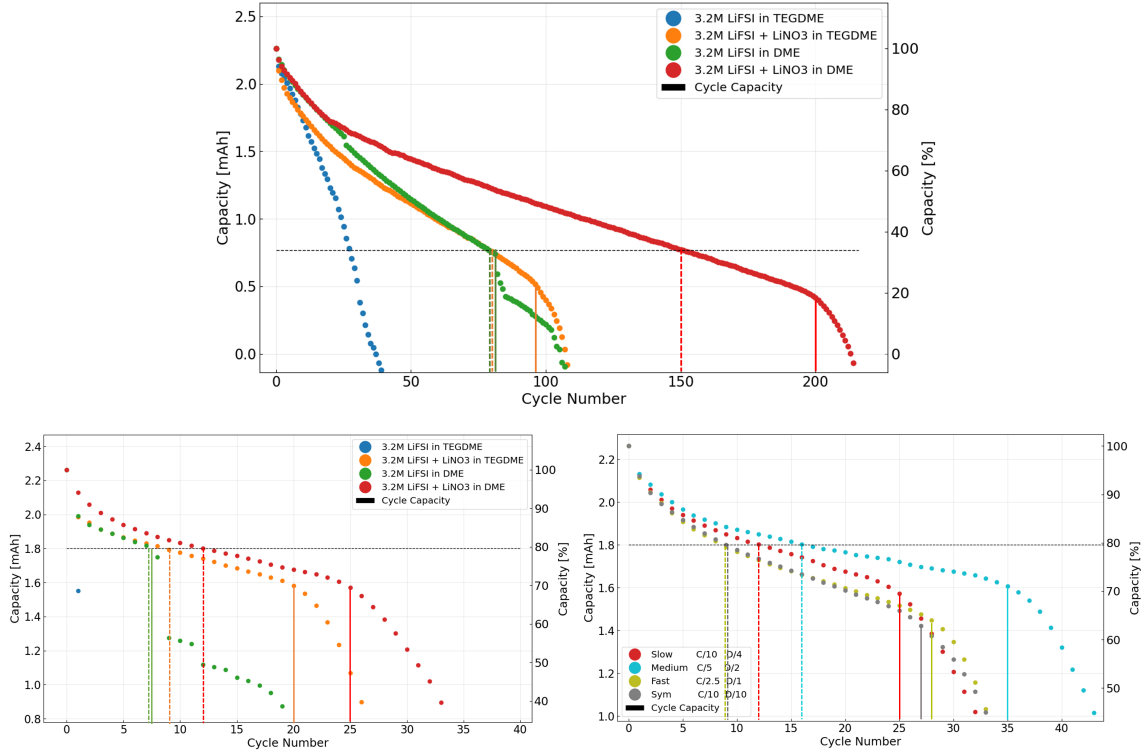 2.5
2.0
1.5
1.0
0.5
0.0
Capacity [mAh]
3.2M LiFSI in TEGDME
3.2M LiFSI + LiNO3 in TEGDME
3.2M LiFSI in DME
3.2M LiFSI + LiNO3 in DME
Cycle Capacity
100
80
60
40
20
0
Capacity [%]
0 50 100 150 200
Cycle Number
2.4
2.2
2.0
1.8
1.6
1.4
1.2
1.0
0.8
Capacity [mAh]
3.2M LiFSI in TEGDME
3.2M LiFSI + LiNO3 in TEGDME
3.2M LiFSI in DME
3.2M LiFSI + LiNO3 in DME
Cycle Capacity
100
90
80
70
60
50
40
Capacity [%]
0 5 10 15 20 25 30 35 40
Cycle Number
2.2
2.0
1.8
1.6
1.4
1.2
1.0
Capacity [mAh]
Slow C/10 D/4
Medium C/5 D/2
Fast C/2.5 D/1
Sym C/10 D/10
Cycle Capacity
100
90
80
70
60
50
Capacity [%]
0 5 10 15 20 25 30 35 40
Cycle Number